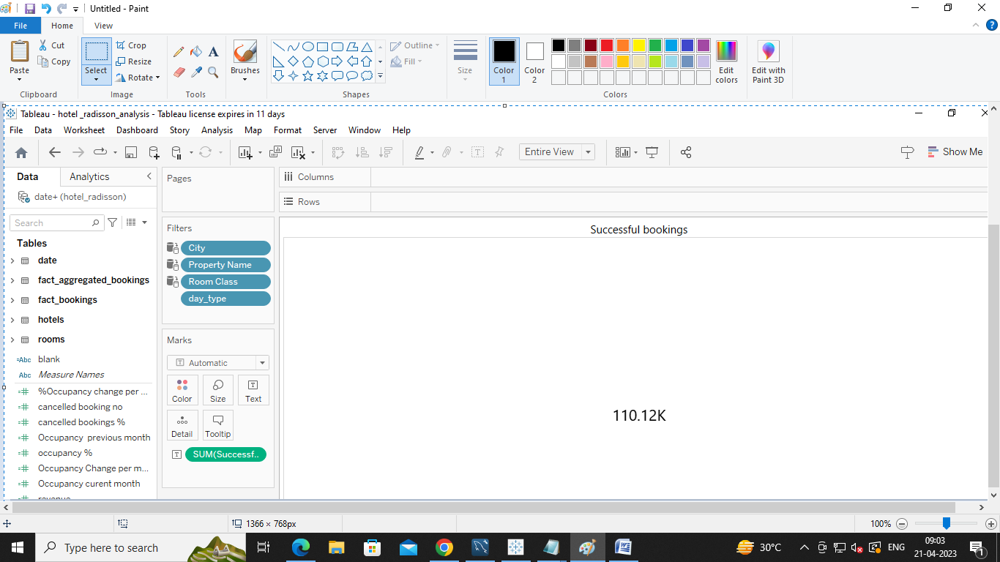 Untitled - Paint
File Home View
Paste
Cut
Copy
Clipboard
Select
Crop
Resize
Rotate
Image
A
Tools
Brushes
Outline
Fill
Shapes
Size
Color 1
Color 2
Edit colors
Colors
Edit with Paint 3D
Tableau - hotel _radisson_analysis - Tableau license expires in 11 days
File Data Worksheet Dashboard Story Analysis Map Format Server Window Help
Entire View
Show Me
Data Analytics
date+ (hotel_radisson)
Search
Tables
date
fact_aggregated_bookings
fact_bookings
hotels
rooms
=Abc blank
Abc Measure Names
%Occupancy change per ...
cancelled booking no
cancelled bookings %
Occupancy previous month
occupancy %
Occupancy Change per m...
Occupancy curent month
revenue
Pages
Filters
City
Property Name
Room Class
day_type
Marks
T Automatic
Color Size Text
Detail Tooltip
SUM(Successf..
Columns
Rows
Successful bookings
110.12K
1366 × 768px
100%
Type here to search
30°C
ENG
09:03
21-04-2023
1